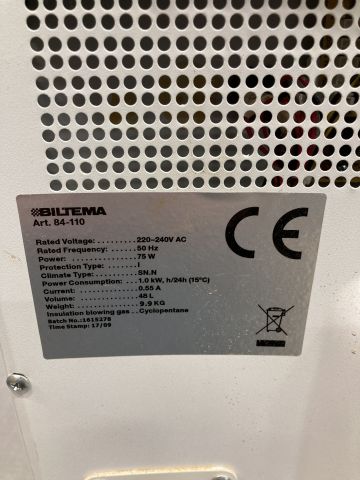 BILTEMA
Art. 84-110
Rated Voltage:..........220~240V AC
Rated Frequency:........50 Hz
Power:..................75 W
Protection Type:........I
Climate Type:...........SN.N
Power Consumption:......1.0 kW, h/24h (15°C)
Current:................0.55 A
Volume:.................48 L
Weight:.................9.9 KG
Insulation blowing gas ..Cyclopentane
Batch No.:1615278
Time Stamp: 17/09
CE